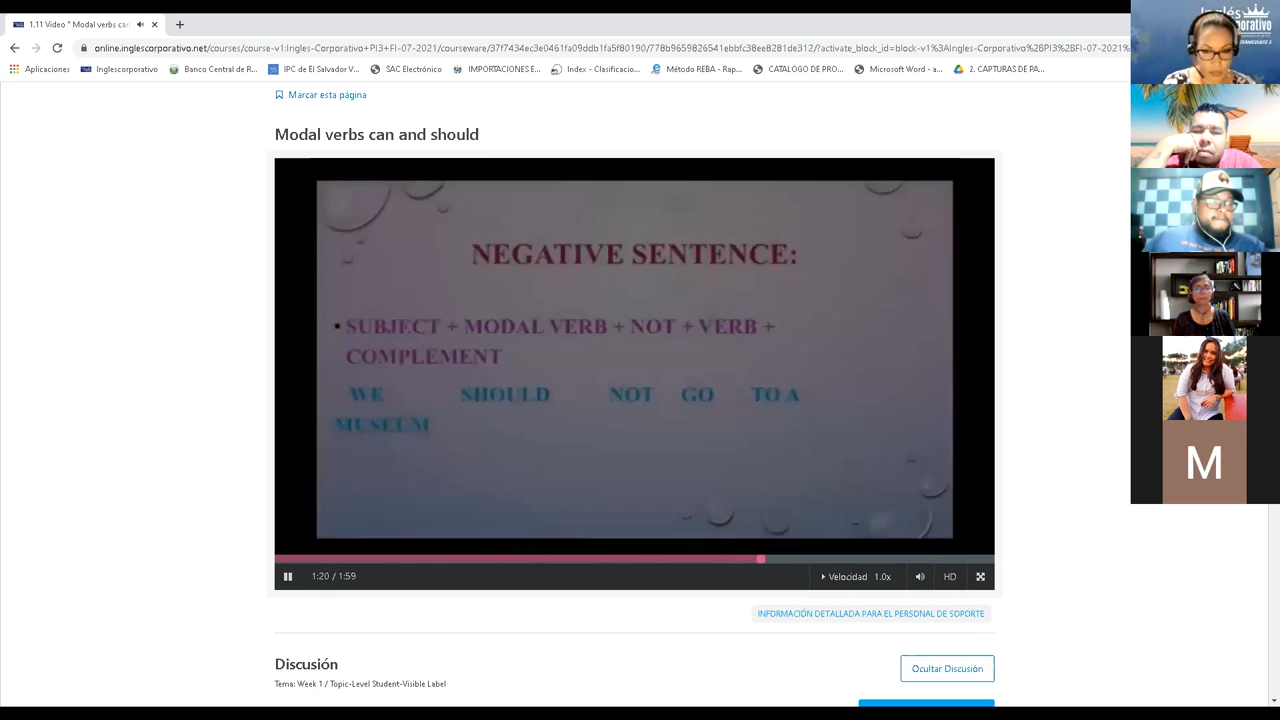 1.11 Video " Modal verbs can
online.inglescorporativo.net/courses/course-v1:Ingles-Corporativo+PI3+FI-07-2021/courseware/37f7434ec3ef4b1fa09ddb1fa5f80190/778b9659826541ebbfc38ee8281de312/?activate_block_id=block-v1%3AIngles-Corporativo%2BPI3%2BFI-07-2021%
Aplicaciones Inglescorporativo Banco Central de R... IPC de El Salvador V... SAC Electrónico IMPORTACIONES E... Index - Clasificacio... Método REBA - Rap... CATALOGO DE PRO... Microsoft Word - a... 2. CAPTURAS DE PA...
Marcar esta página
Modal verbs can and should
NEGATIVE SENTENCE:
• SUBJECT + MODAL VERB + NOT + VERB +
COMPLEMENT
WE SHOULD NOT GO TO A
MUSEUM
1:20 / 1:59 Velocidad 1.0x HD
INFORMACIÓN DETALLADA PARA EL PERSONAL DE SOPORTE
Discusión
Ocultar Discusión
Tema: Week 1 / Topic-Level Student-Visible Label
M